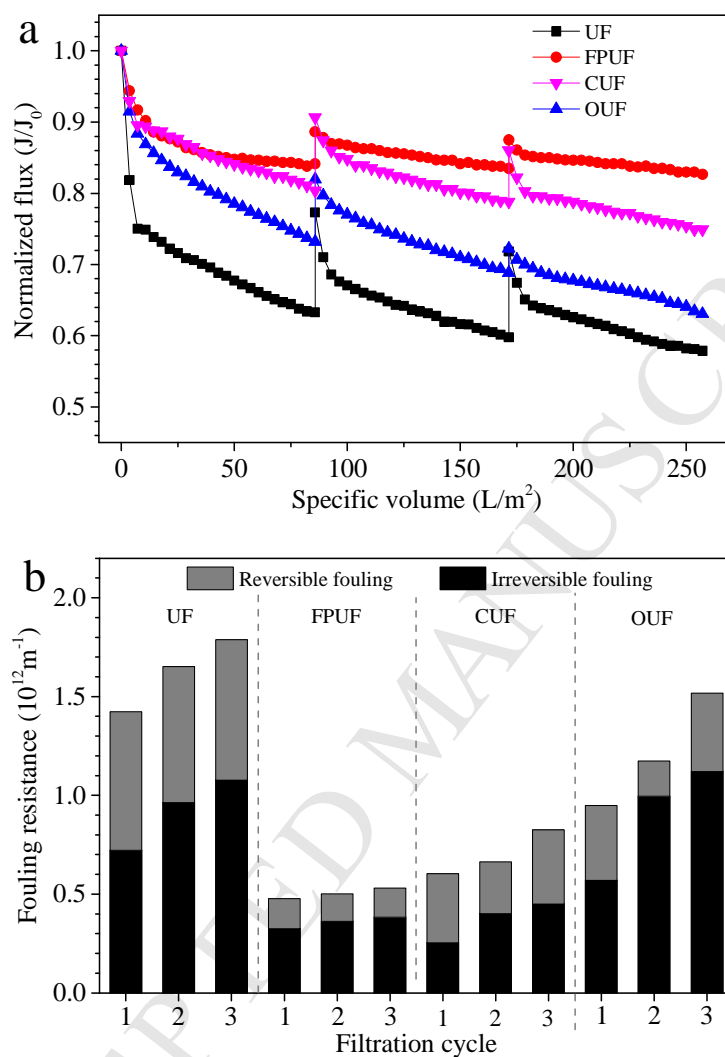 a
UF
FPUF
CUF
OUF
1.0
0.9
0.8
0.7
0.6
0.5
Normalized flux (J/J₀)
0 50 100 150 200 250
Specific volume (L/m²)
b
Reversible fouling Irreversible fouling
UF FPUF CUF OUF
2.0
1.5
1.0
0.5
0.0
Fouling resistance (10¹²m⁻¹)
1 2 3 1 2 3 1 2 3 1 2 3
Filtration cycle
PTED MANUSCR